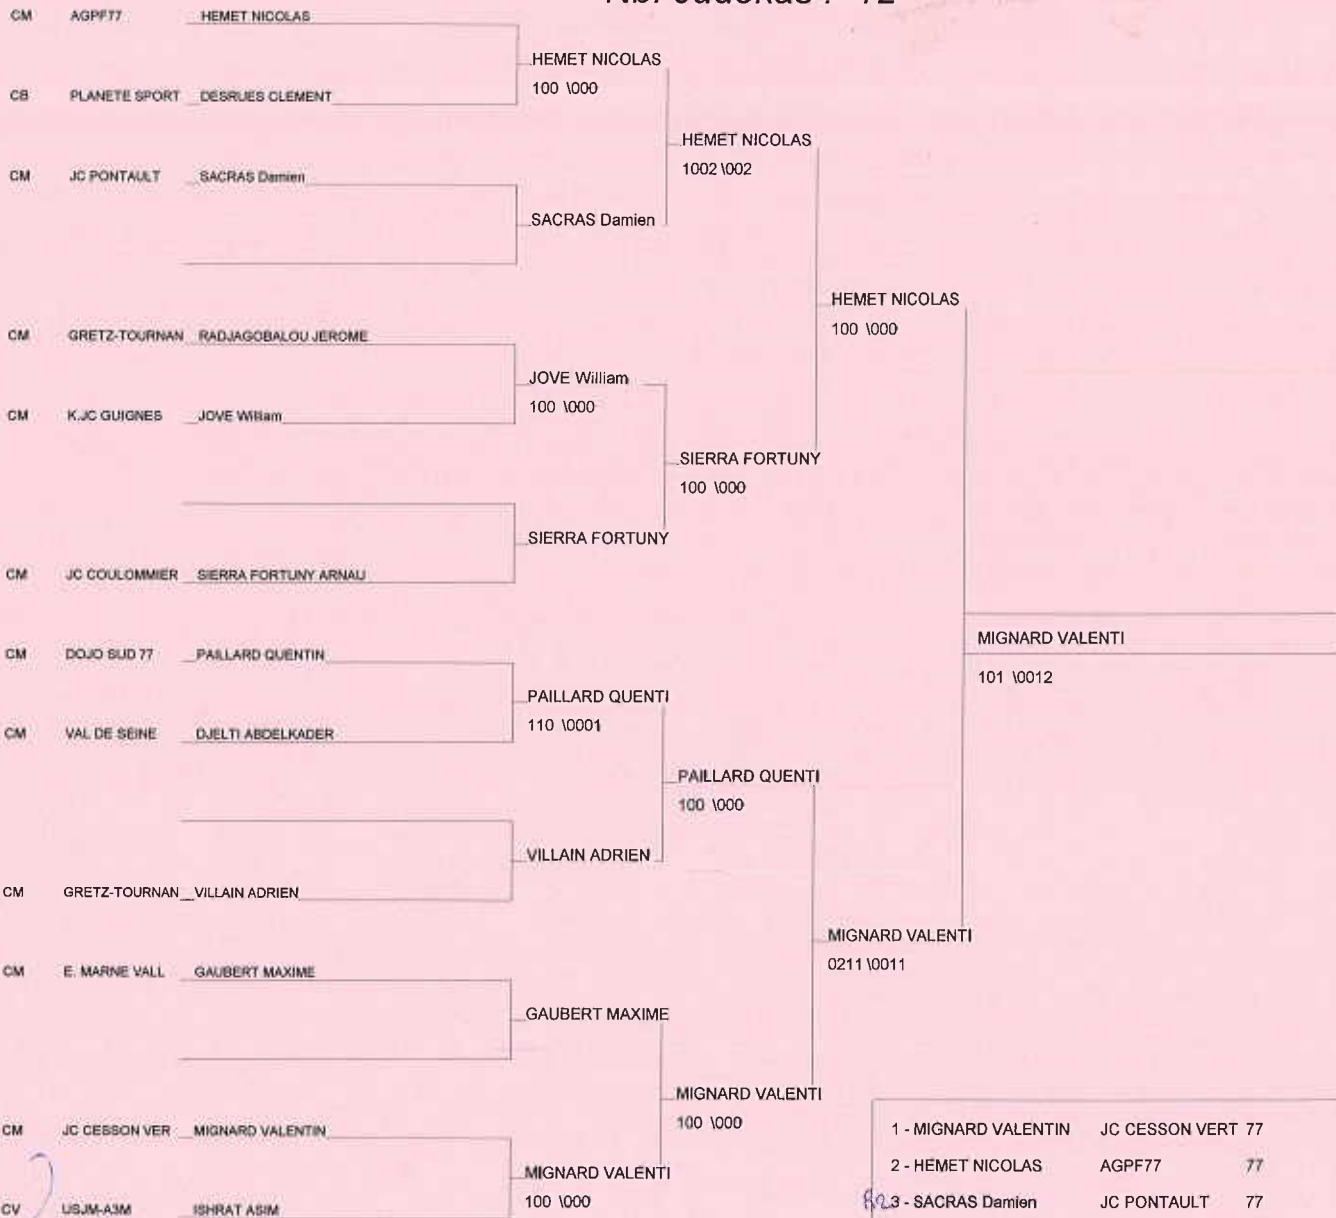 Nbr Judokas : 12
CM AGPF77 HEMET NICOLAS
HEMET NICOLAS
100 \000
CB PLANETE SPORT DESRUES CLEMENT
HEMET NICOLAS
1002 \002
CM JC PONTAULT SACRAS Damien
SACRAS Damien
HEMET NICOLAS
100 \000
CM GRETZ-TOURNAN RADJAGOBALOU JEROME
JOVE William
100 \000
CM K.JC GUIGNES JOVE William
SIERRA FORTUNY
100 \000
SIERRA FORTUNY
CM JC COULOMMIER SIERRA FORTUNY ARNAU
MIGNARD VALENTI
101 \0012
CM DOJO SUD 77 PAILLARD QUENTIN
PAILLARD QUENTI
110 \0001
CM VAL DE SEINE DJELTI ABDELKADER
PAILLARD QUENTI
100 \000
VILLAIN ADRIEN
CM GRETZ-TOURNAN VILLAIN ADRIEN
MIGNARD VALENTI
0211 \0011
CM E. MARNE VALL GAUBERT MAXIME
GAUBERT MAXIME
MIGNARD VALENTI
100 \000
CM JC CESSON VER MIGNARD VALENTIN
MIGNARD VALENTI
100 \000
CV USJM-A3M ISHRAT ASIM
1 - MIGNARD VALENTIN JC CESSON VERT 77
2 - HEMET NICOLAS AGPF77 77
3 - SACRAS Damien JC PONTAULT 77